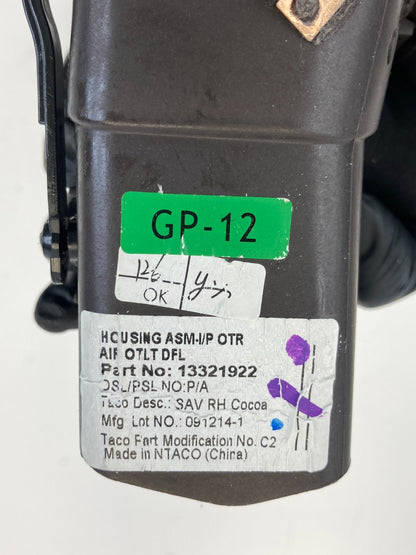 GP-12
OK
HOUSING ASM-I/P OTR
AIR OTLT DFL
Part No: 13321922
DSL/PSL NO:P/A
Taco Desc.: SAV RH Cocoa
Mfg Lot NO.: 091214-1
Taco Part Modification No. C2
Made in NTACO (China)